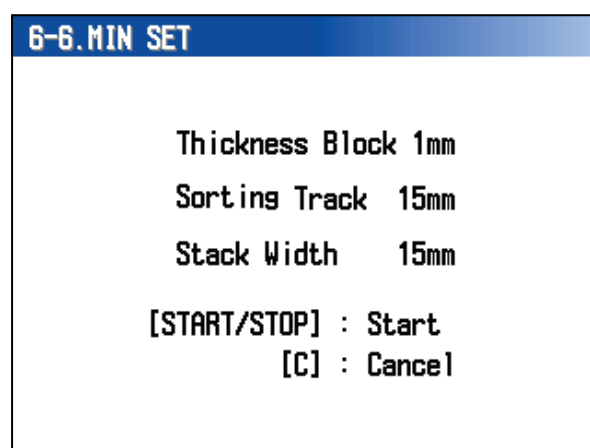 6-6.MIN SET
Thickness Block 1mm
Sorting Track 15mm
Stack Width 15mm
[START/STOP] : Start
[C] : Cancel